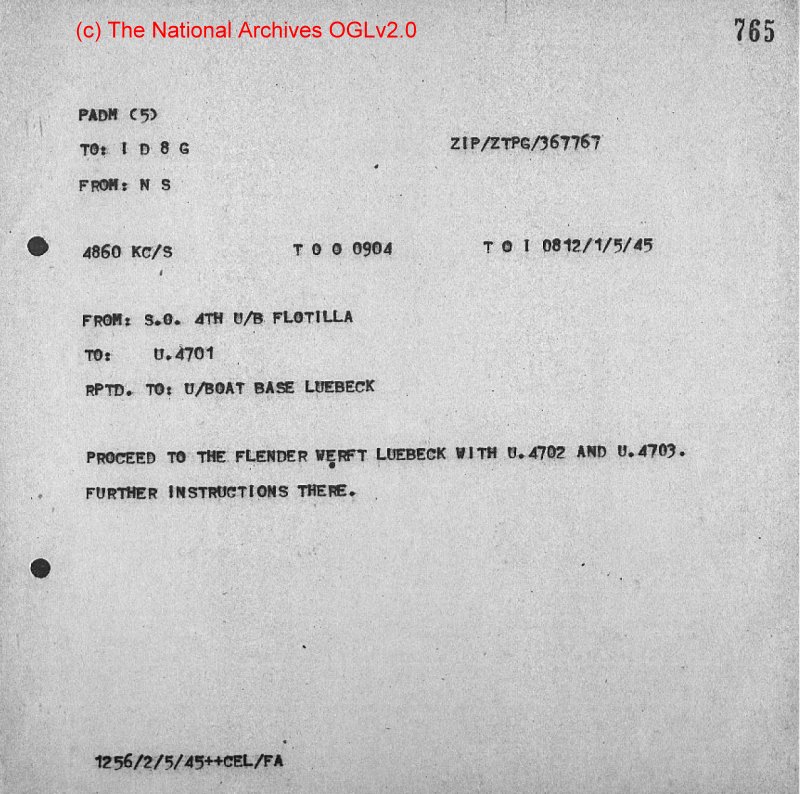 (c) The National Archives OGLv2.0
765
PADM (5)
TO: I D 8 G
ZIP/ZTPG/367767
FROM: N S
4860 KC/S T O O 0904 T O I 0812/1/5/45
FROM: S.O. 4TH U/B FLOTILLA
TO: U.4701
RPTD. TO: U/BOAT BASE LUEBECK
PROCEED TO THE FLENDER WERFT LUEBECK WITH U.4702 AND U.4703.
FURTHER INSTRUCTIONS THERE.
1256/2/5/45++CEL/FA